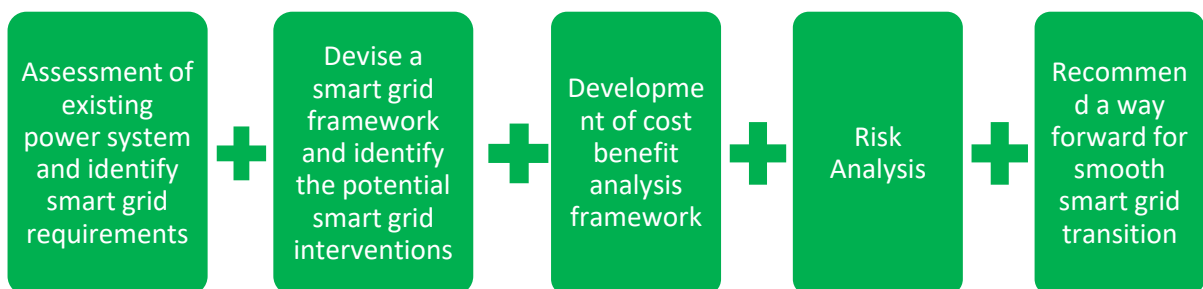 Assessment of
existing
power system
and identify
smart grid
requirements
Devise a
smart grid
framework
and identify
the potential
smart grid
interventions
Developme
nt of cost
benefit
analysis
framework
Risk
Analysis
Recommen
d a way
forward for
smooth
smart grid
transition